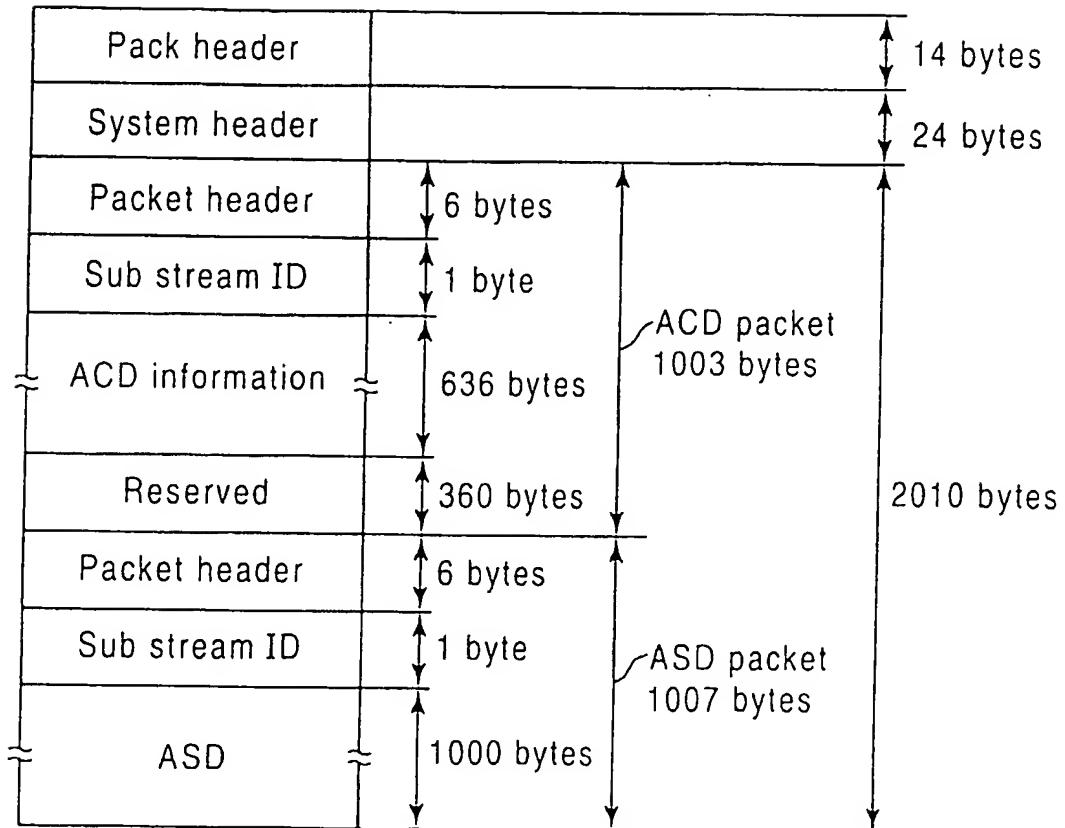 Pack header
14 bytes
System header
24 bytes
Packet header
6 bytes
Sub stream ID
1 byte
ACD information
636 bytes
ACD packet
1003 bytes
Reserved
360 bytes
2010 bytes
Packet header
6 bytes
Sub stream ID
1 byte
ASD packet
1007 bytes
ASD
1000 bytes